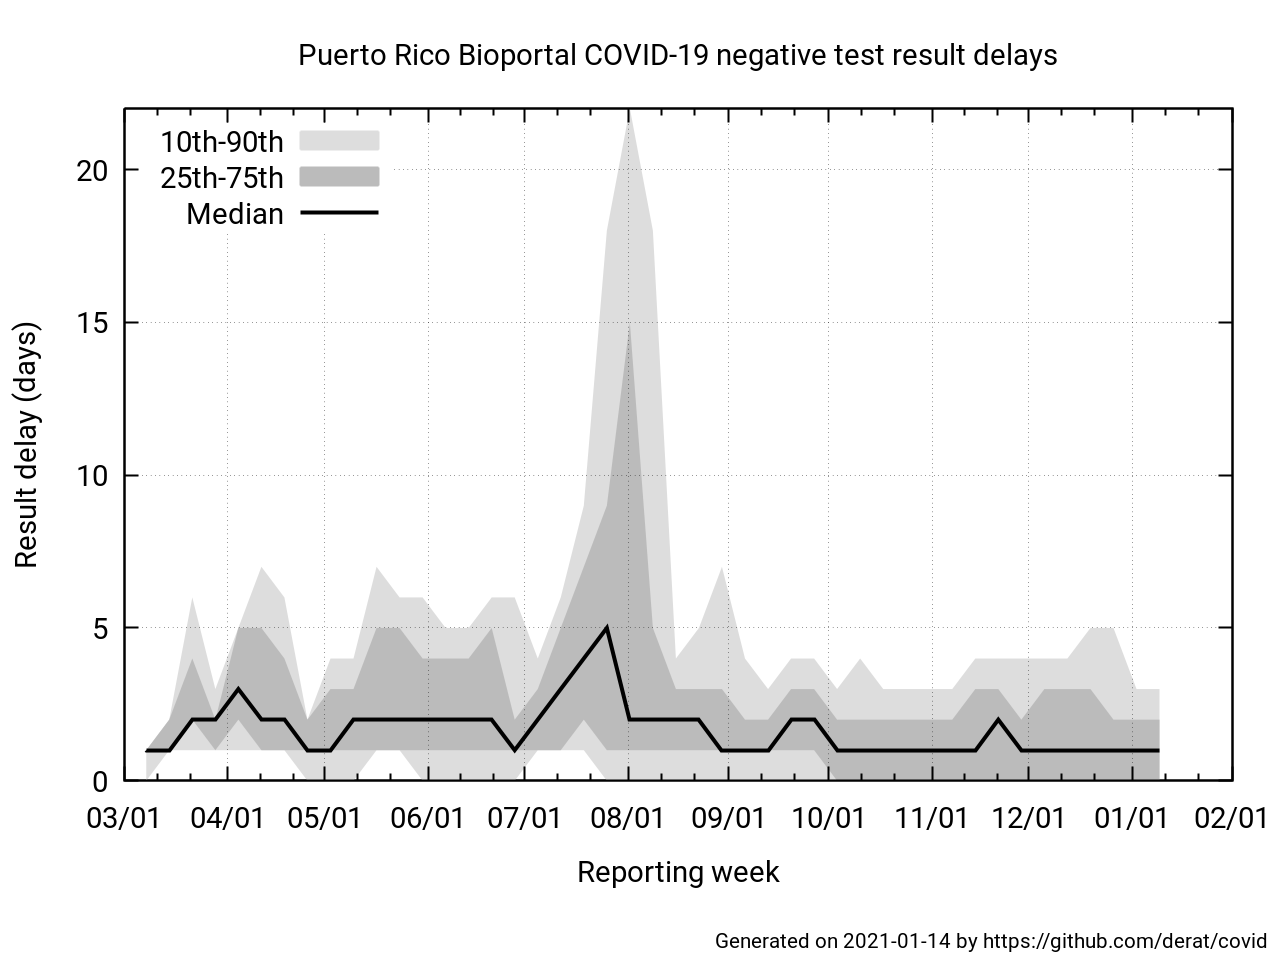 Puerto Rico Bioportal COVID-19 negative test result delays
10th-90th
25th-75th
Median
20
15
10
5
0
Result delay (days)
03/01 04/01 05/01 06/01 07/01 08/01 09/01 10/01 11/01 12/01 01/01 02/01
Reporting week
Generated on 2021-01-14 by https://github.com/derat/covid